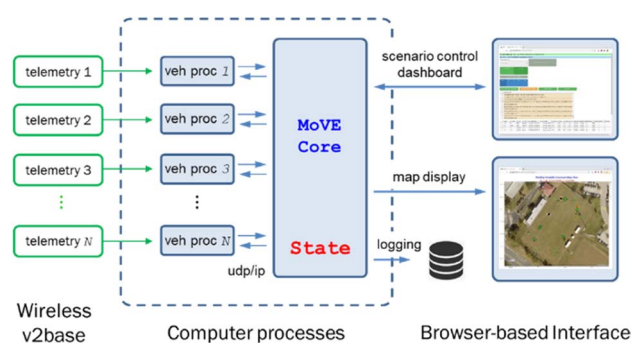 telemetry 1
telemetry 2
telemetry 3
telemetry N
veh proc 1
veh proc 2
veh proc 3
veh proc N
udp/ip
MoVE
Core
State
scenario control
dashboard
map display
logging
Wireless
v2base
Computer processes
Browser-based Interface